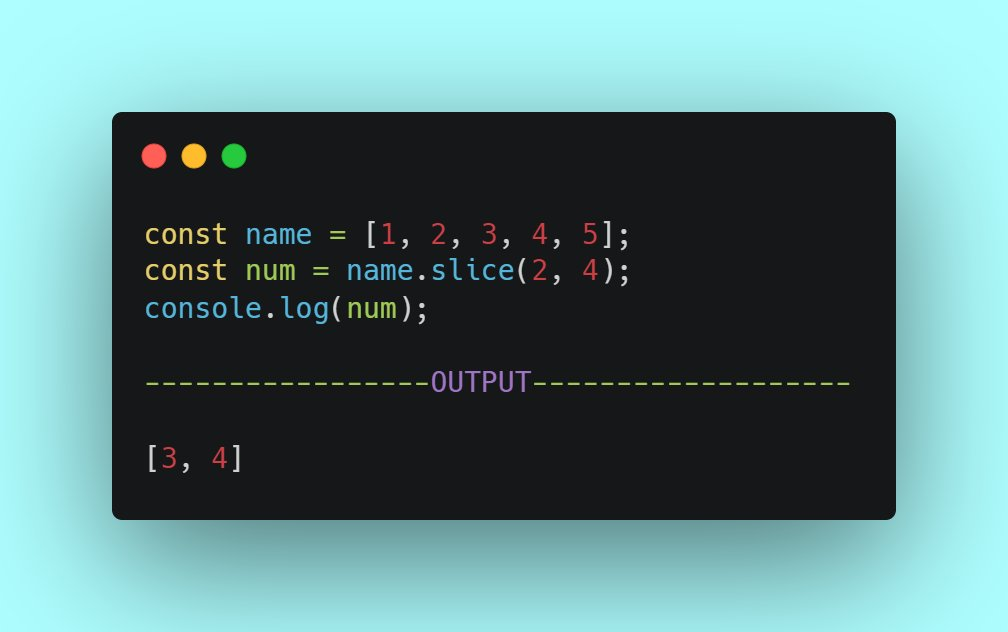 const name = [1, 2, 3, 4, 5];
const num = name.slice(2, 4);
console.log(num);
-----------------OUTPUT-------------------
[3, 4]